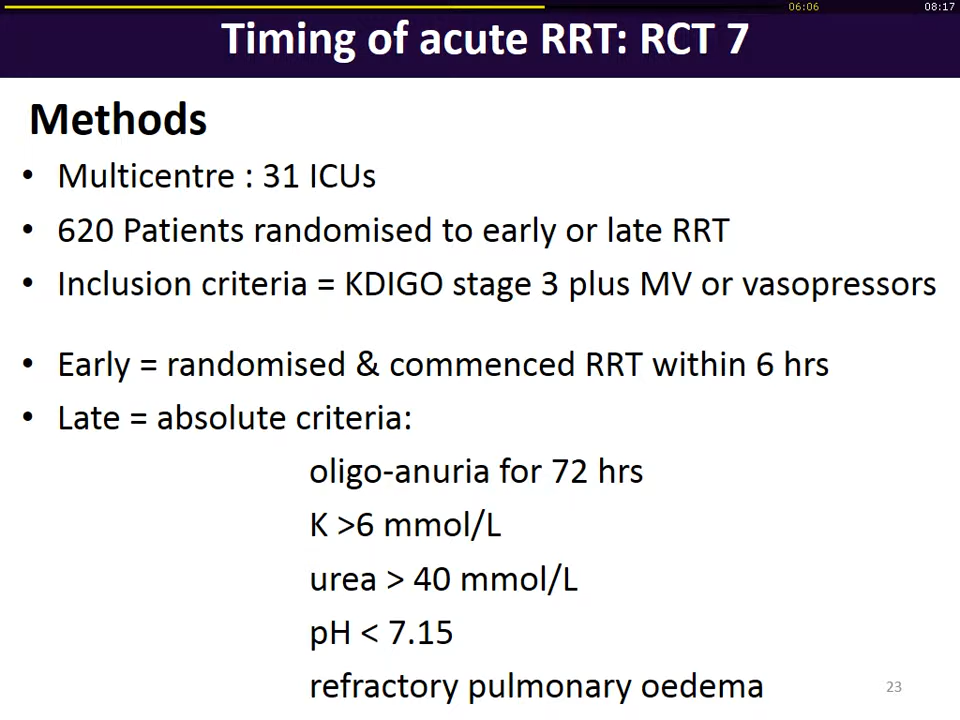 06:06
08:17
Timing of acute RRT: RCT 7
Methods
• Multicentre : 31 ICUs
• 620 Patients randomised to early or late RRT
• Inclusion criteria = KDIGO stage 3 plus MV or vasopressors
• Early = randomised & commenced RRT within 6 hrs
• Late = absolute criteria:
oligo-anuria for 72 hrs
K >6 mmol/L
urea > 40 mmol/L
pH < 7.15
refractory pulmonary oedema
23